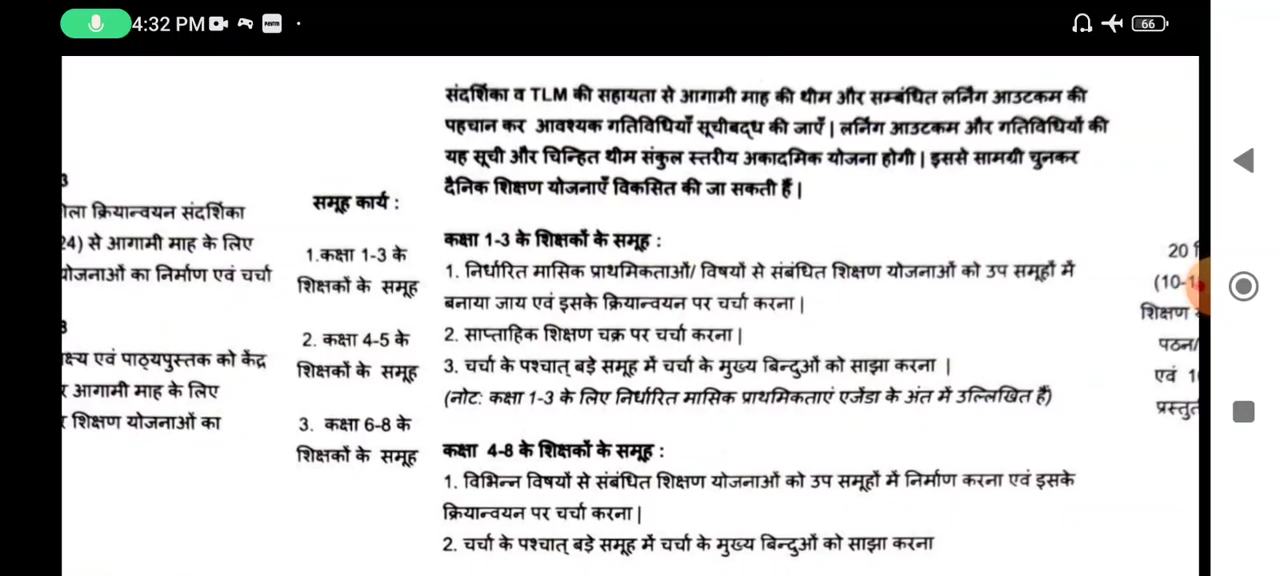 4:32 PM
66
संदर्शिका व TLM की सहायता से आगामी माह की थीम और सम्बंधित लर्निंग आउटकम की
पहचान कर आवश्यक गतिविधियाँ सूचीबद्ध की जाएँ | लर्निंग आउटकम और गतिविधियों की
यह सूची और चिन्हित थीम संकुल स्तरीय अकादमिक योजना होगी | इससे सामग्री चुनकर
दैनिक शिक्षण योजनाएँ विकसित की जा सकती हैं |
3
क्रियान्वयन संदर्शिका
24) से आगामी माह के लिए
योजनाओं का निर्माण एवं चर्चा
एवं पाठ्यपुस्तक को केंद्र
आगामी माह के लिए
शिक्षण योजनाओं का
समूह कार्य :
1.कक्षा 1-3 के
शिक्षकों के समूह
2. कक्षा 4-5 के
शिक्षकों के समूह
3. कक्षा 6-8 के
शिक्षकों के समूह
कक्षा 1-3 के शिक्षकों के समूह :
1. निर्धारित मासिक प्राथमिकताओं/ विषयों से संबंधित शिक्षण योजनाओं को उप समूहों में
बनाया जाय एवं इसके क्रियान्वयन पर चर्चा करना |
2. साप्ताहिक शिक्षण चक्र पर चर्चा करना |
3. चर्चा के पश्चात् बड़े समूह में चर्चा के मुख्य बिन्दुओं को साझा करना |
(नोट: कक्षा 1-3 के लिए निर्धारित मासिक प्राथमिकताएं एजेंडा के अंत में उल्लिखित हैं)
कक्षा 4-8 के शिक्षकों के समूह :
1. विभिन्न विषयों से संबंधित शिक्षण योजनाओं को उप समूहों में निर्माण करना एवं इसके
क्रियान्वयन पर चर्चा करना |
2. चर्चा के पश्चात् बड़े समूह में चर्चा के मुख्य बिन्दुओं को साझा करना
20
(10-1
शिक्षण
पठन/
एवं 1